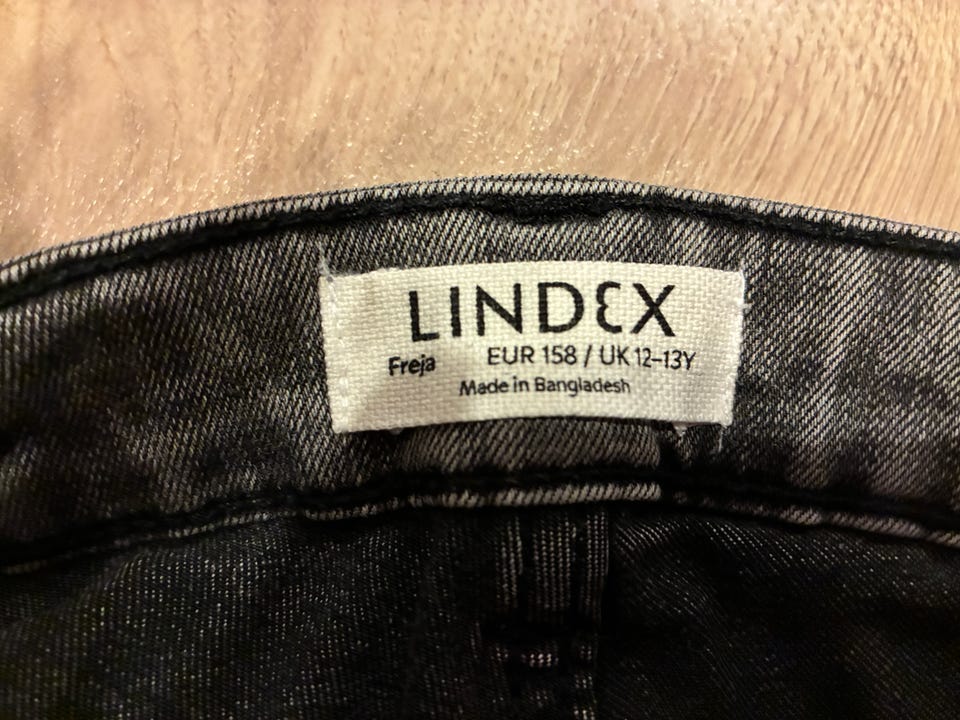 LINDEX
Freja EUR 158 / UK 12–13Y
Made in Bangladesh